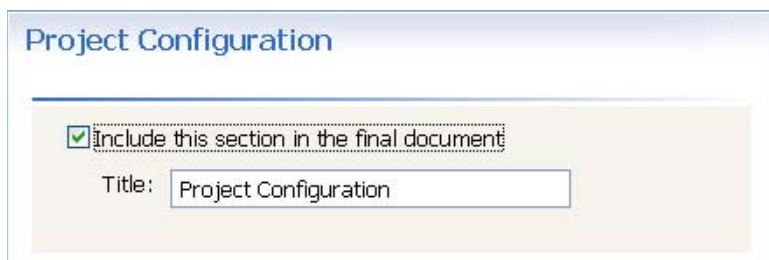 Project Configuration
Include this section in the final document
Title: Project Configuration